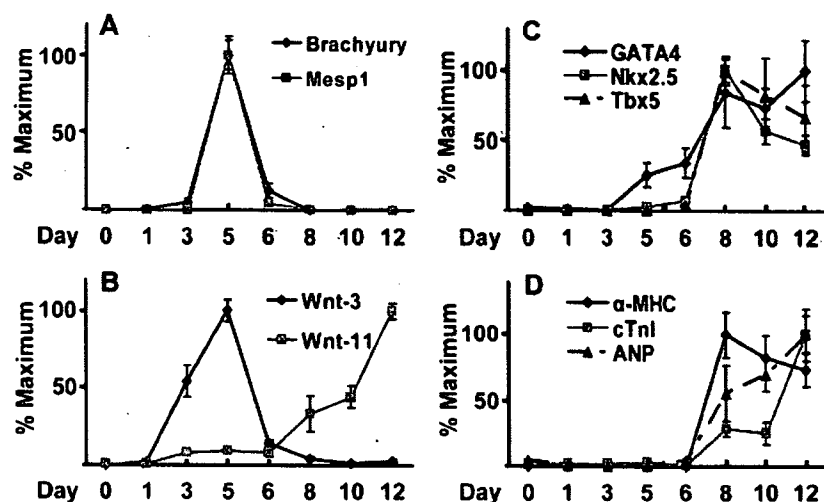 A
% Maximum
100
50
Brachyury
Mesp1
Day 0 1 3 5 6 8 10 12
B
% Maximum
100
50
Wnt-3
Wnt-11
Day 0 1 3 5 6 8 10 12
C
% Maximum
100
50
GATA4
Nkx2.5
Tbx5
Day 0 1 3 5 6 8 10 12
D
% Maximum
100
50
α-MHC
cTnI
ANP
Day 0 1 3 5 6 8 10 12